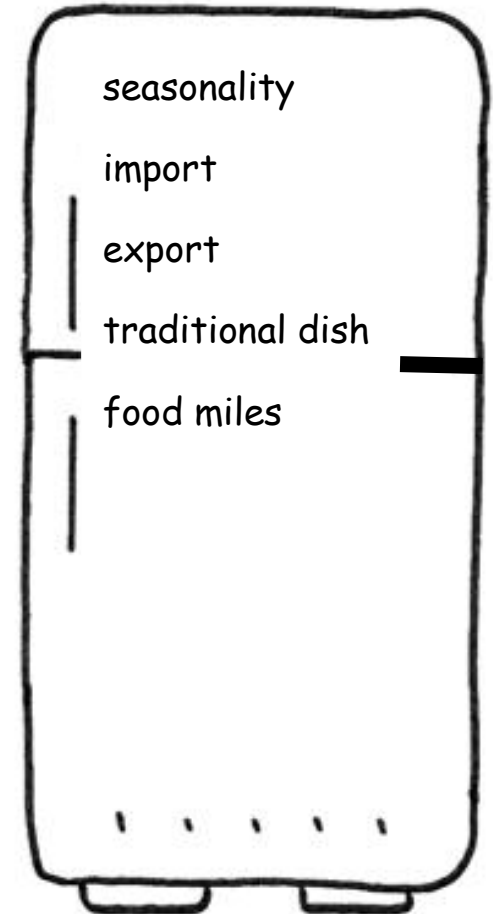 seasonality
import
export
traditional dish
food miles